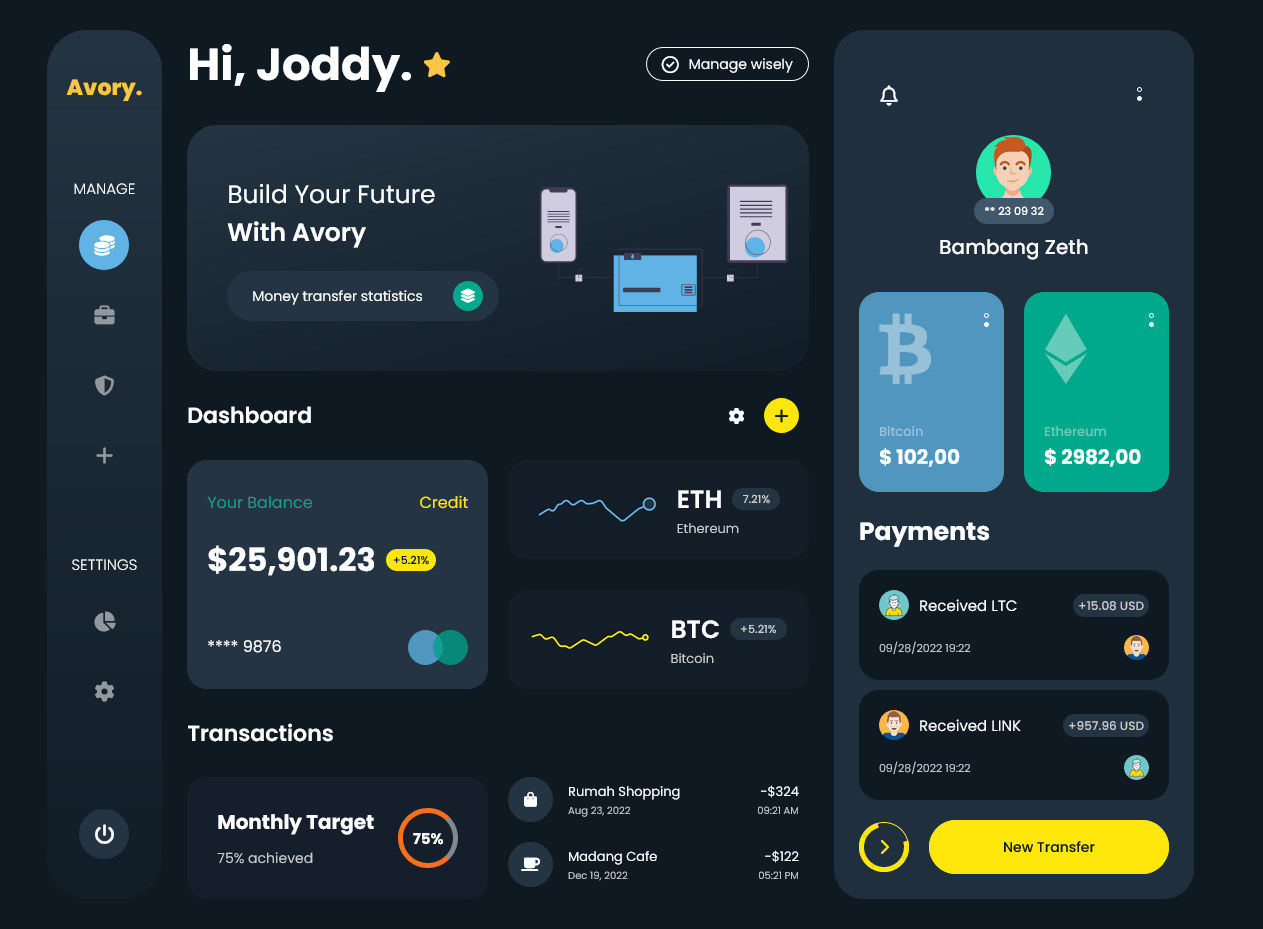 Avory.
MANAGE
SETTINGS
Hi, Joddy.
Manage wisely
Build Your Future
With Avory
Money transfer statistics
Dashboard
Your Balance
Credit
$25,901.23
+5.21%
**** 9876
ETH
7.21%
Ethereum
BTC
+5.21%
Bitcoin
Transactions
Monthly Target
75% achieved
75%
Rumah Shopping
-$324
Aug 23, 2022
09:21 AM
Madang Cafe
-$122
Dec 19, 2022
05:21 PM
** 23 09 32
Bambang Zeth
Bitcoin
$ 102,00
Ethereum
$ 2982,00
Payments
Received LTC
+15.08 USD
09/28/2022 19:22
Received LINK
+957.96 USD
09/28/2022 19:22
New Transfer